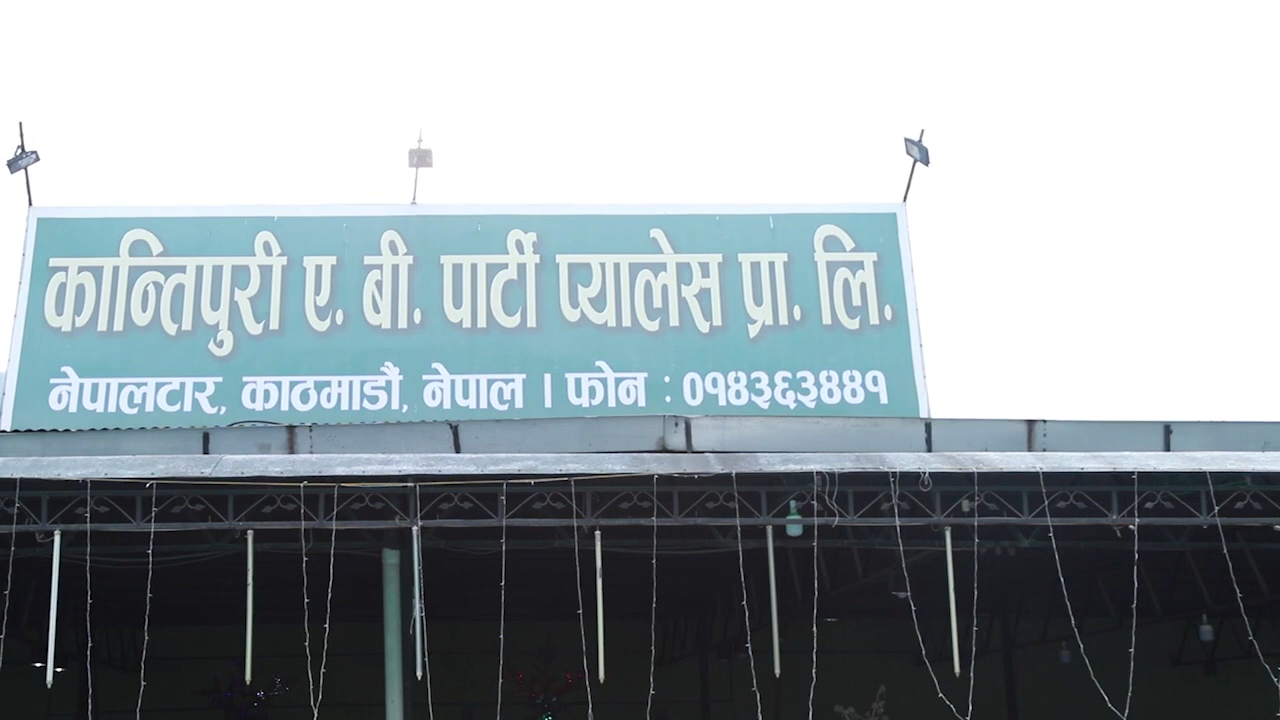 कान्तिपुरी ए. बी. पार्टी प्यालेस प्रा. लि.
नेपालटार, काठमाडौं, नेपाल । फोन : ०१४३६३४४१